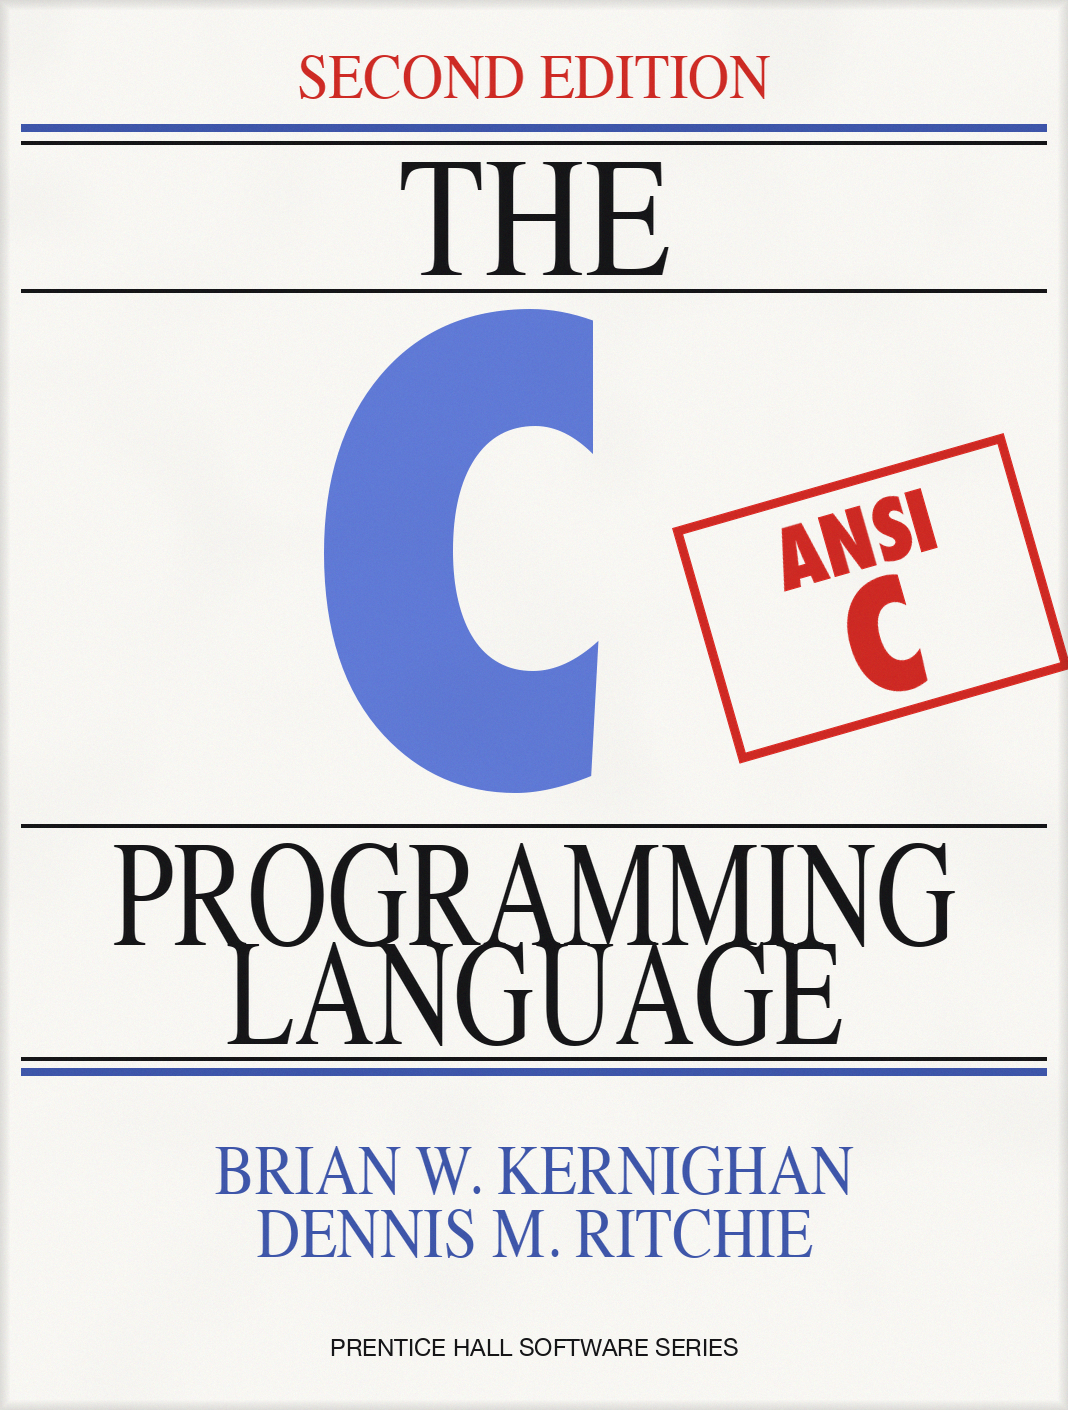 SECOND EDITION
THE
C
ANSI
C
PROGRAMMING
LANGUAGE
BRIAN W. KERNIGHAN
DENNIS M. RITCHIE
PRENTICE HALL SOFTWARE SERIES